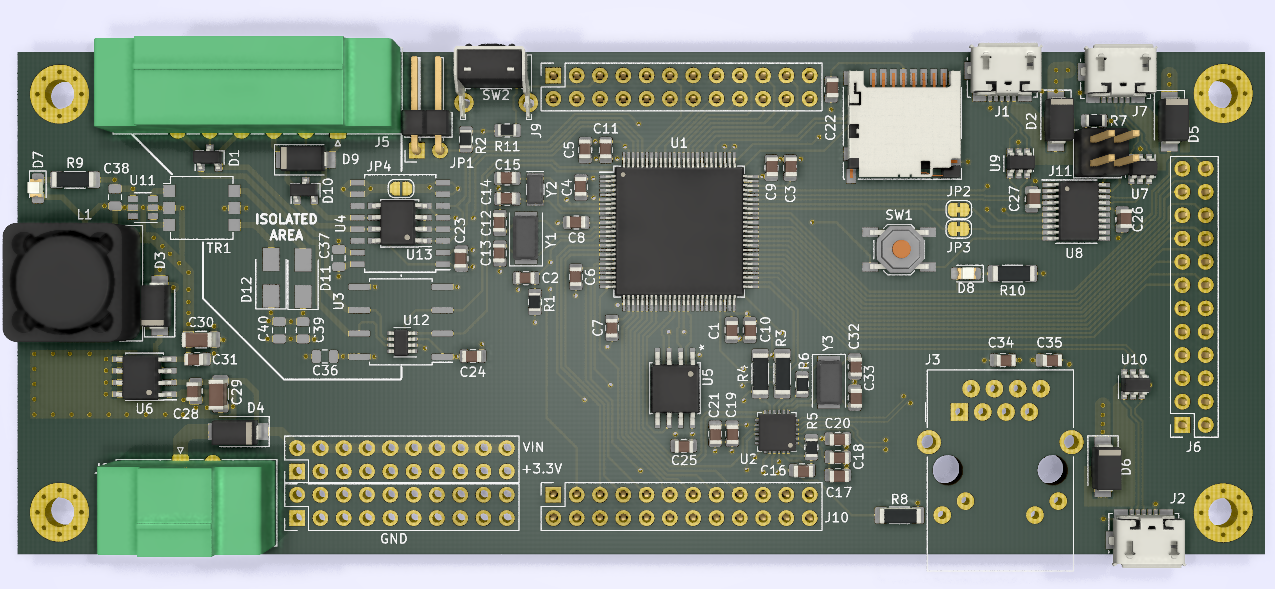 J5
SW2
J9
R2
R11
JP1
C5
C11
U1
C22
J1
D2
J7
R7
D5
D7
R9
C38
U11
D1
D9
D10
JP4
C15
C14
Y2
C4
C9
C3
U9
C27
J11
U7
L1
TR1
ISOLATED
AREA
U4
U13
C23
C12
C13
Y1
C8
SW1
JP2
JP3
C26
U8
D3
D12
D11
C37
U3
C2
R1
C6
D8
R10
C30
C31
C40
C39
C36
U12
C24
C7
C1
C10
R3
*
U5
R4
R6
Y3
C32
C33
J3
C34
C35
U10
U6
C28
C29
D4
C21
C19
U2
R5
C20
C18
C16
C17
C25
VIN
+3.3V
GND
J10
R8
D6
J6
J2